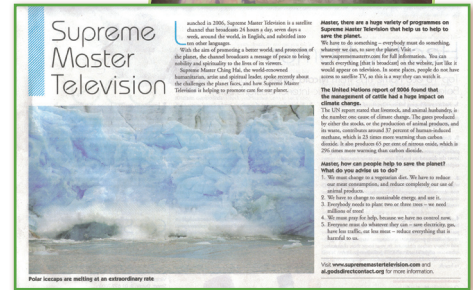 Supreme
Master
Television
Launched in 2006, Supreme Master Television is a satellite
channel that broadcasts 24 hours a day, seven days a
week, around the world, in English, and subtitled into
ten other languages.
With the aim of promoting a better world, and protection of
the planet, the channel broadcast a message of peace to bring
nobility and spirituality to the lives of its viewers.
Supreme Master Ching Hai, the world-renowned
humanitarian, artist and spiritual leader, spoke recently about
the challenges the planet faces, and how Supreme Master
Television is helping to promote care for our planet.
Polar icecaps are melting at an extraordinary rate
Master, there are a huge variety of programmes on
Supreme Master Television that help us to help to
save the planet.
We have to do something – everybody must do something,
whatever we can, to save the planet. Visit
www.suprememastertelevision.com for full information. You can
watch everything (that is broadcast) on the website, just like it
would appear on television. In some places, people do not have
access to satellite TV, so this is a way they can watch it.
The United Nations report of 2006 found that
the management of cattle had a huge impact on
climate change.
The UN report stated that livestock, and animal husbandry, is
the number one cause of climate change. The gases produced
by either the stocks, or the production of animal products, and
its waste, contributes around 37 percent of human-induced
methane, which is 23 times more warming than carbon
dioxide. It also produces 65 per cent of nitrous oxide, which is
296 times more warming than carbon dioxide.
Master, how can people help to save the planet?
What do you advise us to do?
1. We must change to a vegetarian diet. We have to reduce
our meat consumption, and reduce completely our use of
animal products.
2. We have to change to sustainable energy and use it.
3. Everybody needs to plant two or three trees – we need
millions of trees!
4. We must pray for help, because we have no control now.
5. Everyone must do whatever they can – save electricity, gas,
have less traffic, eat less meat – reduce everything that is
harmful to us.
Visit www.suprememastertelevision.com and
al.godsdirectcontact.org for more information.